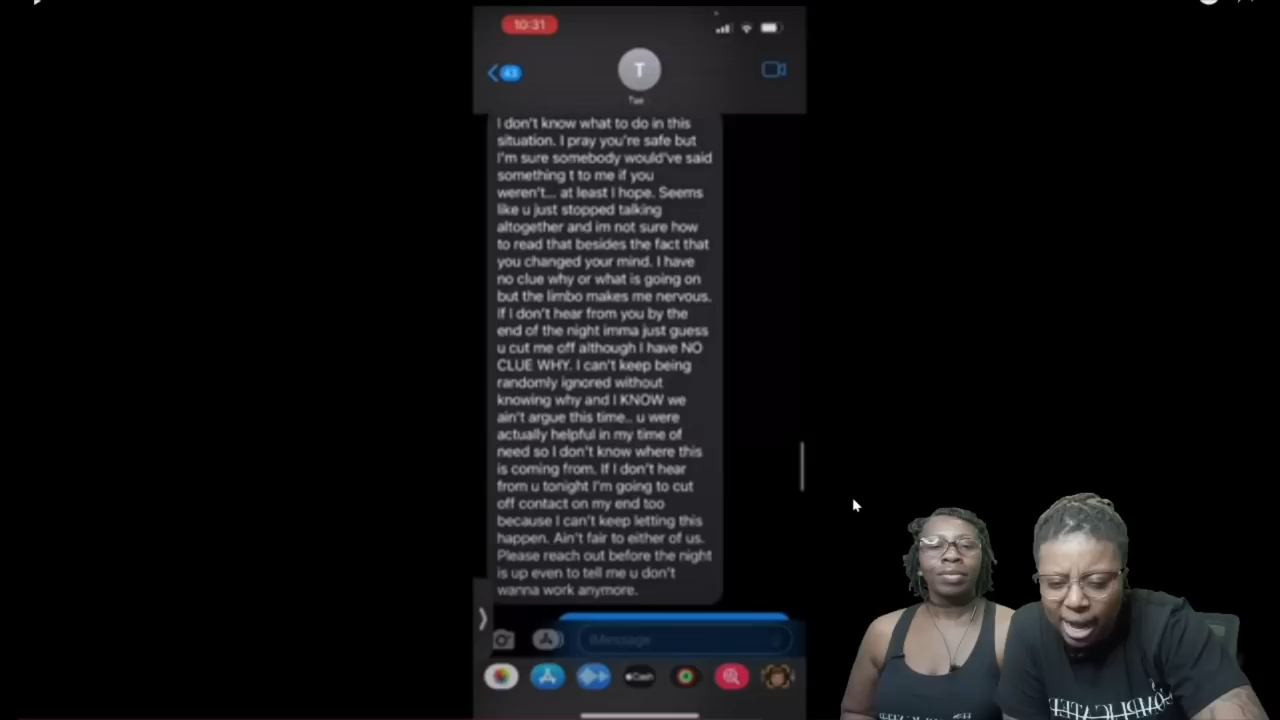 10:31
43
T
Tae
I don't know what to do in this
situation. I pray you're safe but
I'm sure somebody would've said
something t to me if you
weren't... at least I hope. Seems
like u just stopped talking
altogether and im not sure how
to read that besides the fact that
you changed your mind. I have
no clue why or what is going on
but the limbo makes me nervous.
If I don't hear from you by the
end of the night imma just guess
u cut me off although I have NO
CLUE WHY. I can't keep being
randomly ignored without
knowing why and I KNOW we
ain't argue this time.. u were
actually helpful in my time of
need so I don't know where this
is coming from. If I don't hear
from u tonight I'm going to cut
off contact on my end too
because I can't keep letting this
happen. Ain't fair to either of us.
Please reach out before the night
is up even to tell me u don't
wanna work anymore.
iMessage
Cash